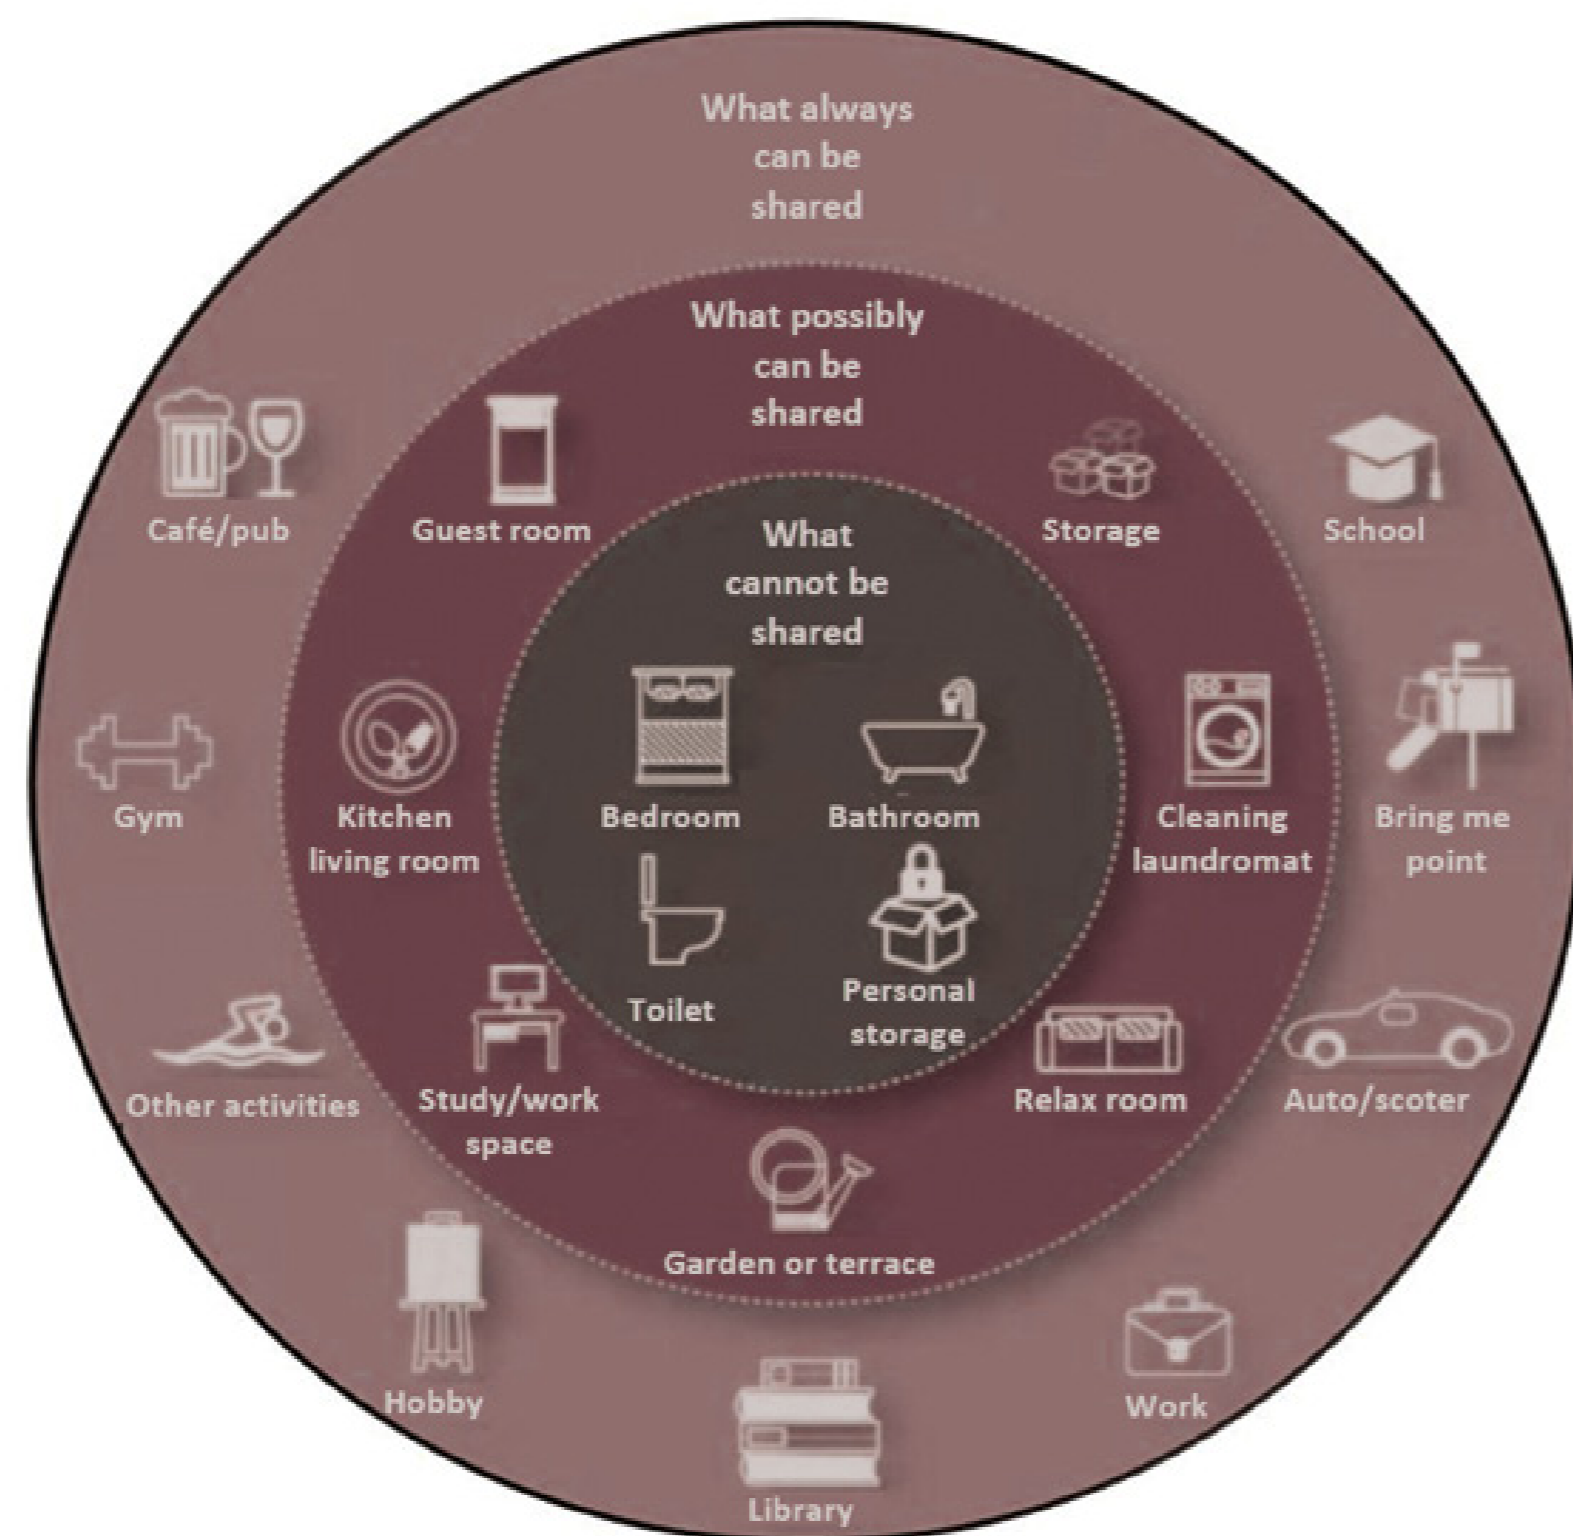 What always
can be
shared
What possibly
can be
shared
What
cannot be
shared
Café/pub
Guest room
Storage
School
Gym
Kitchen
living room
Bedroom
Bathroom
Cleaning
laundromat
Bring me
point
Toilet
Personal
storage
Other activities
Study/work
space
Relax room
Auto/scoter
Garden or terrace
Hobby
Work
Library